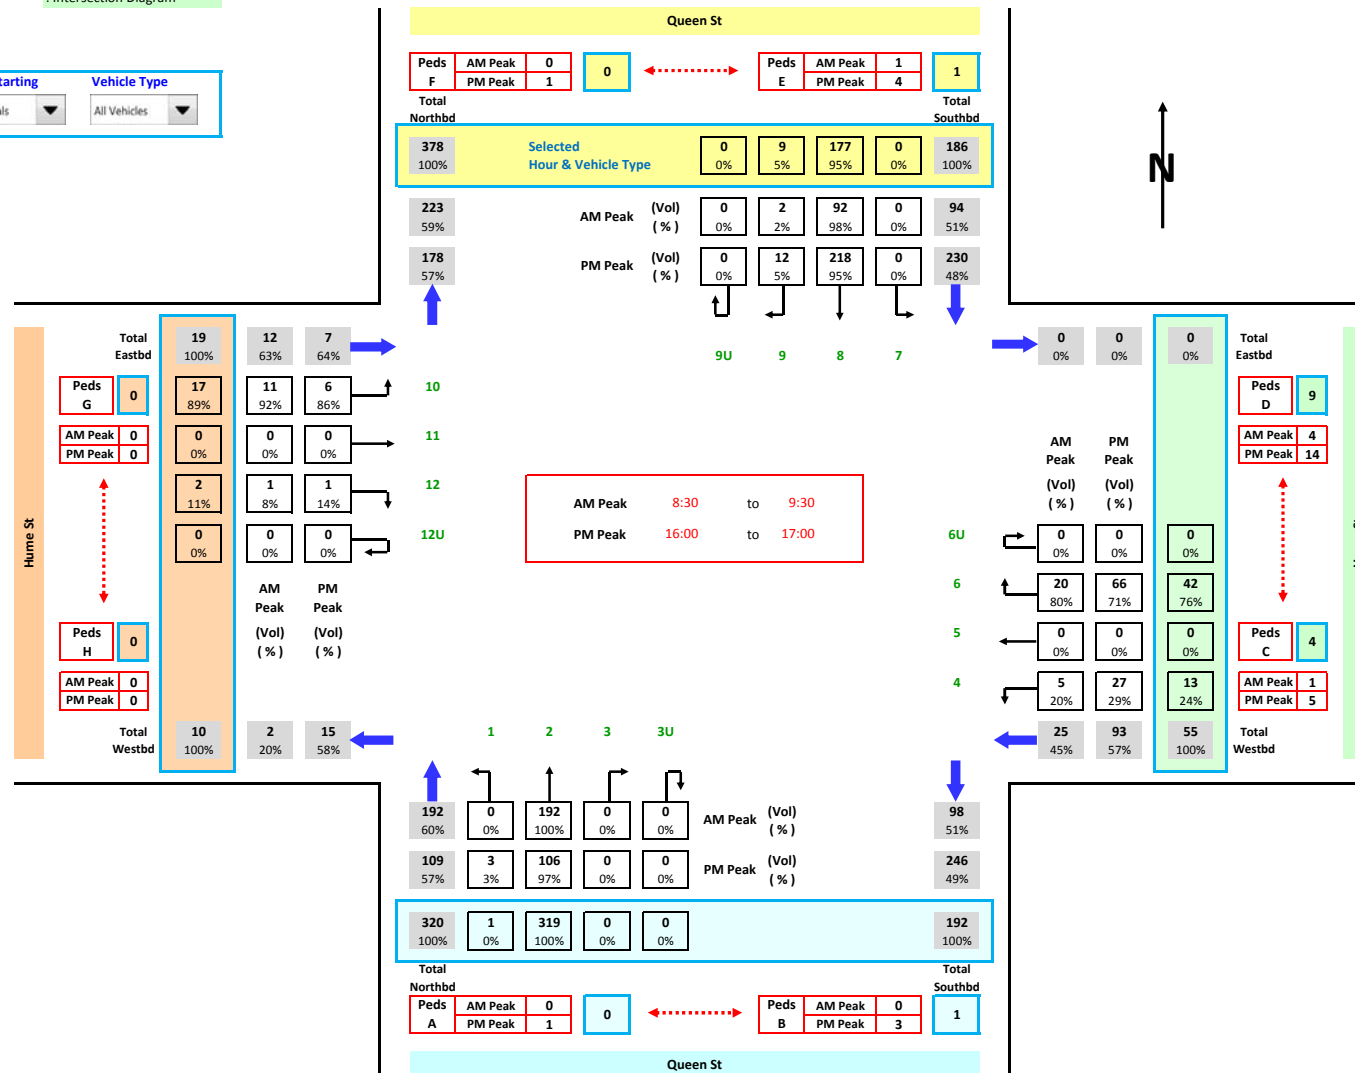 Intersection Diagram
Queen St
Peds AM Peak 0 0 Peds AM Peak 1 1
F PM Peak 1 E PM Peak 4
Total Total
Northbd Southbd
tarting Vehicle Type
als All Vehicles
378 Selected 0 9 177 0 186
100% Hour & Vehicle Type 0% 5% 95% 0% 100%
223 AM Peak (Vol) 0 2 92 0 94
59% ( % ) 0% 2% 98% 0% 51%
178 PM Peak (Vol) 0 12 218 0 230
57% ( % ) 0% 5% 95% 0% 48%
N
9U 9 8 7
Total 19 12 7
Eastbd 100% 63% 64%
Peds 0 17 11 6 10
G 89% 92% 86%
AM Peak 0 0 0 0 11
PM Peak 0 0% 0% 0%
2 1 1 12
11% 8% 14%
0 0 0 12U
0% 0% 0%
Hume St
AM PM
Peak Peak
(Vol) (Vol)
( % ) ( % )
Peds 0
H
AM Peak 0
PM Peak 0
Total 10 2 15
Westbd 100% 20% 58%
AM Peak 8:30 to 9:30
PM Peak 16:00 to 17:00
0 0 0 Total
0% 0% 0% Eastbd
Peds 9
D
AM Peak 4
PM Peak 14
AM PM
Peak Peak
(Vol) (Vol)
( % ) ( % )
6U 0 0 0
0% 0% 0%
6 20 66 42
80% 71% 76%
5 0 0 0
0% 0% 0%
4 5 27 13
20% 29% 24%
Peds 4
C
AM Peak 1
PM Peak 5
25 93 55 Total
45% 57% 100% Westbd
1 2 3 3U
192 0 192 0 0 AM Peak (Vol) 98
60% 0% 100% 0% 0% ( % ) 51%
109 3 106 0 0 PM Peak (Vol) 246
57% 3% 97% 0% 0% ( % ) 49%
320 1 319 0 0 192
100% 0% 100% 0% 0% 100%
Total Total
Northbd Southbd
Peds AM Peak 0 0 Peds AM Peak 0 1
A PM Peak 1 B PM Peak 3
Queen St